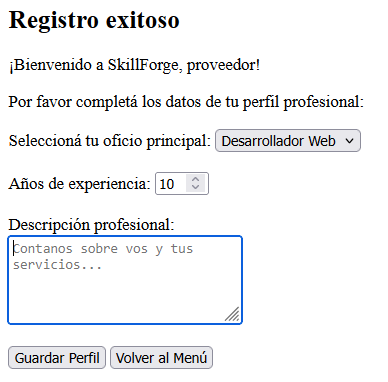 Registro exitoso
¡Bienvenido a SkillForge, proveedor!
Por favor completá los datos de tu perfil profesional:
Seleccioná tu oficio principal: Desarrollador Web
Años de experiencia: 10
Descripción profesional:
Contanos sobre vos y tus
servicios...
Guardar Perfil Volver al Menú